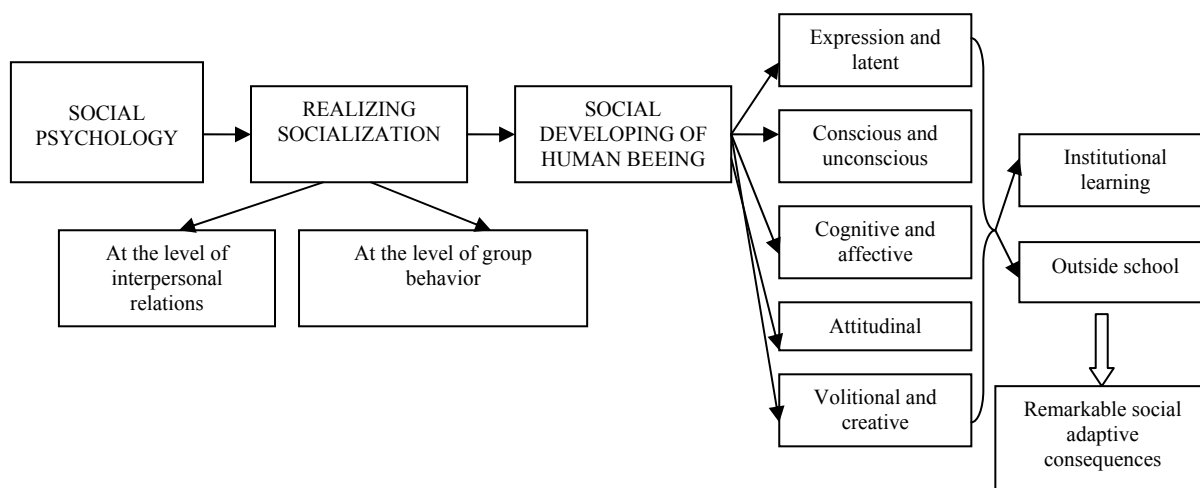 SOCIAL
PSYCHOLOGY
REALIZING
SOCIALIZATION
At the level of
interpersonal
relations
At the level of group
behavior
SOCIAL
DEVELOPING OF
HUMAN BEEING
Expression and
latent
Conscious and
unconscious
Cognitive and
affective
Attitudinal
Volitional and
creative
Institutional
learning
Outside school
Remarkable social
adaptive
consequences